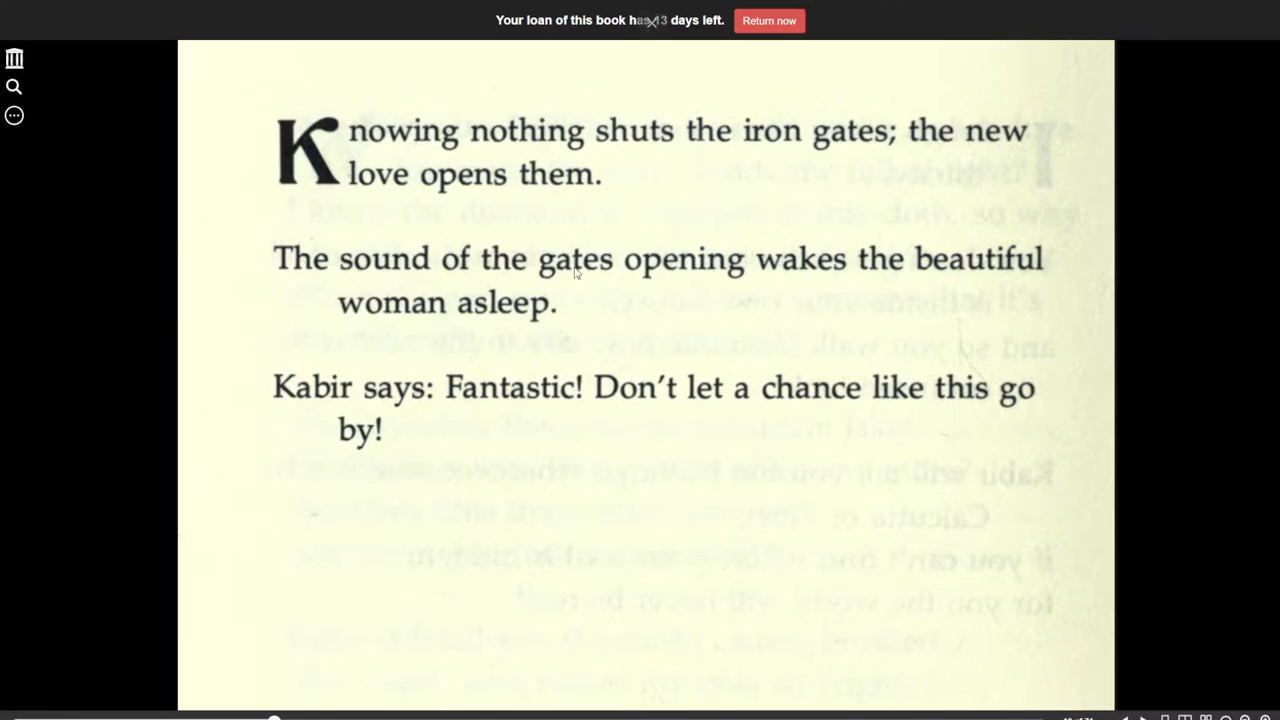 Your loan of this book has 13 days left. Return now
Knowing nothing shuts the iron gates; the new
love opens them.
The sound of the gates opening wakes the beautiful
woman asleep.
Kabir says: Fantastic! Don't let a chance like this go
by!